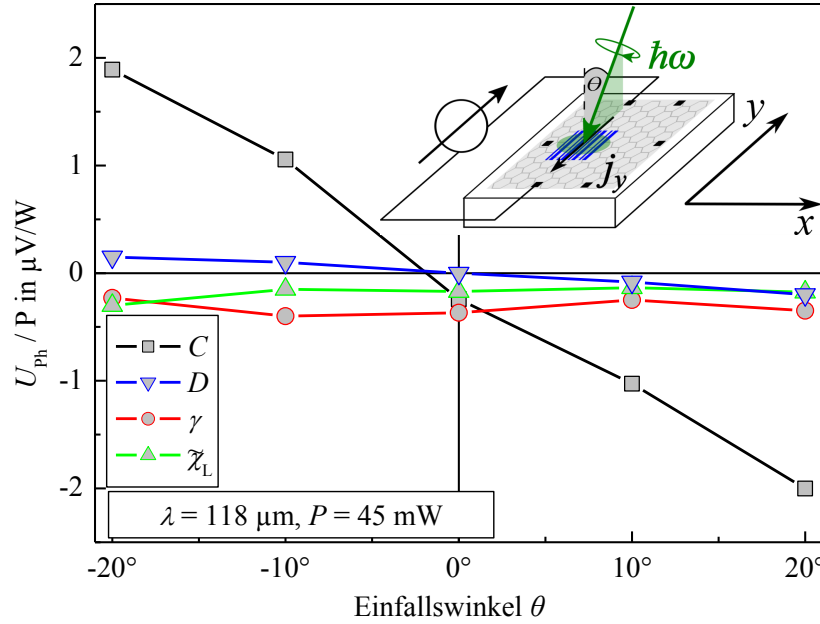 2
1
0
-1
-2
U_Ph / P in µV/W
ħω
θ
j_y
y
x
C
D
γ
χ̃_L
λ = 118 µm, P = 45 mW
-20° -10° 0° 10° 20°
Einfallswinkel θ